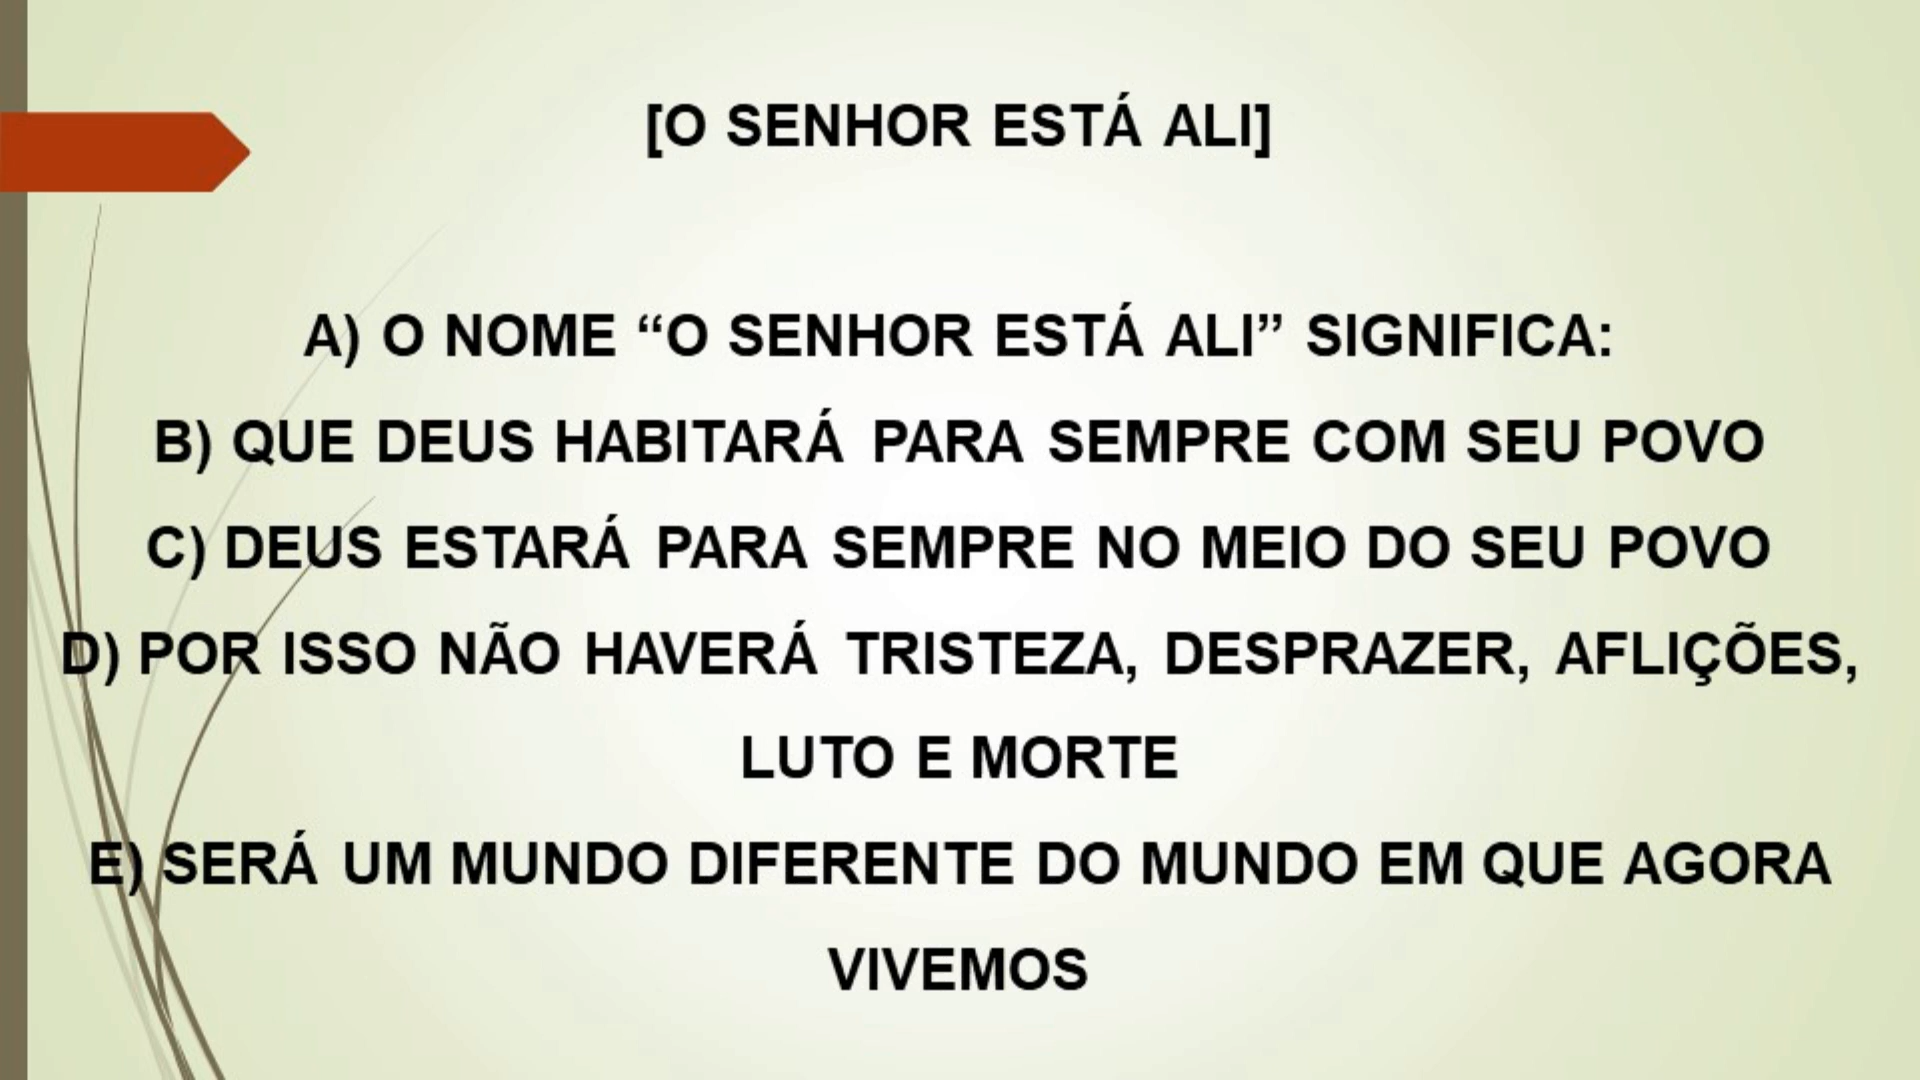 [O SENHOR ESTÁ ALI]
A) O NOME “O SENHOR ESTÁ ALI” SIGNIFICA:
B) QUE DEUS HABITARÁ PARA SEMPRE COM SEU POVO
C) DEUS ESTARÁ PARA SEMPRE NO MEIO DO SEU POVO
D) POR ISSO NÃO HAVERÁ TRISTEZA, DESPRAZER, AFLIÇÕES,
LUTO E MORTE
E) SERÁ UM MUNDO DIFERENTE DO MUNDO EM QUE AGORA
VIVEMOS